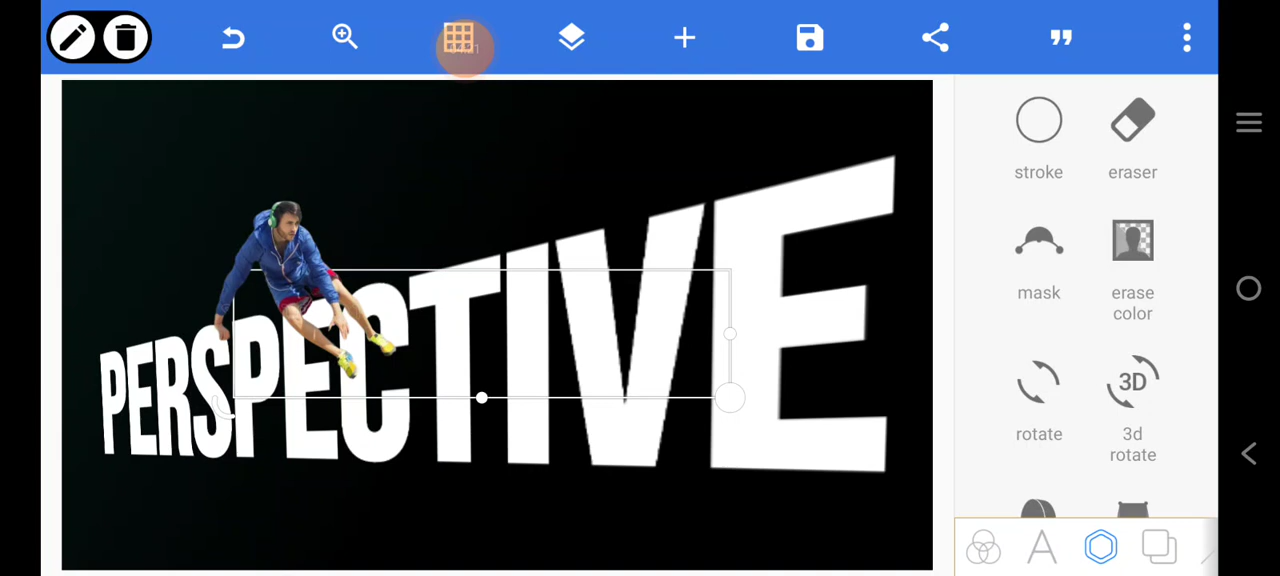 PERSPECTIVE
stroke
eraser
mask
erase
color
3D
rotate
3d
rotate